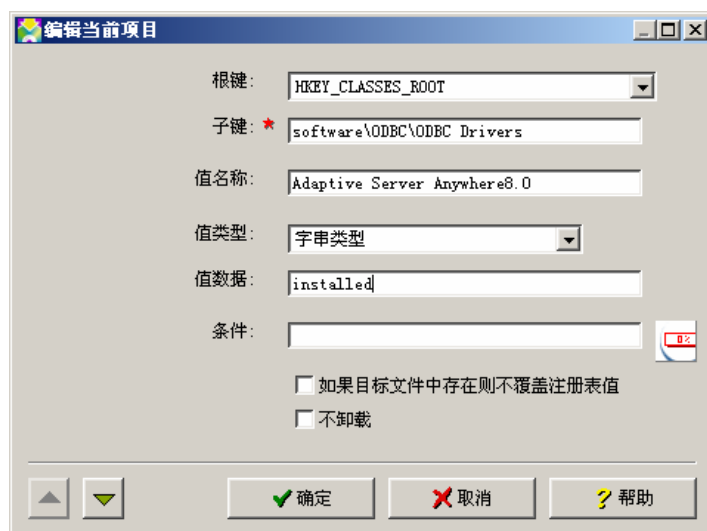 编辑当前项目
根键: HKEY_CLASSES_ROOT
子键: * software\ODBC\ODBC Drivers
值名称: Adaptive Server Anywhere8.0
值类型: 字串类型
值数据: installed
条件:
0%
如果目标文件中存在则不覆盖注册表值
不卸载
确定 取消 帮助